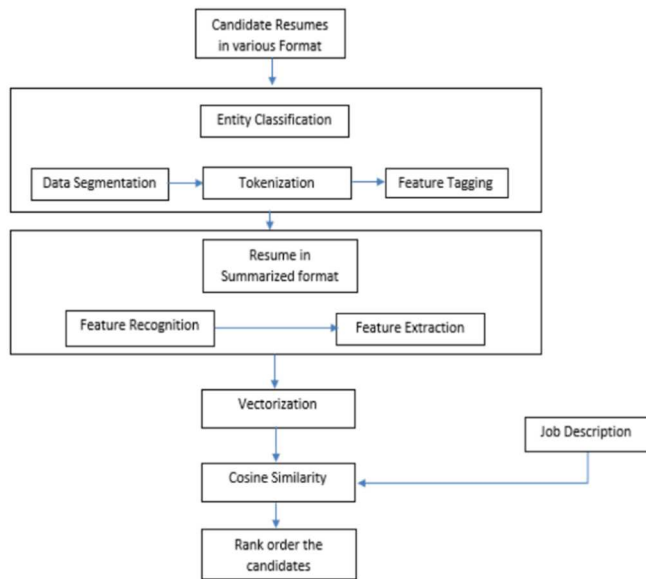 Candidate Resumes
in various Format
Entity Classification
Data Segmentation
Tokenization
Feature Tagging
Resume in
Summarized format
Feature Recognition
Feature Extraction
Vectorization
Job Description
Cosine Similarity
Rank order the
candidates